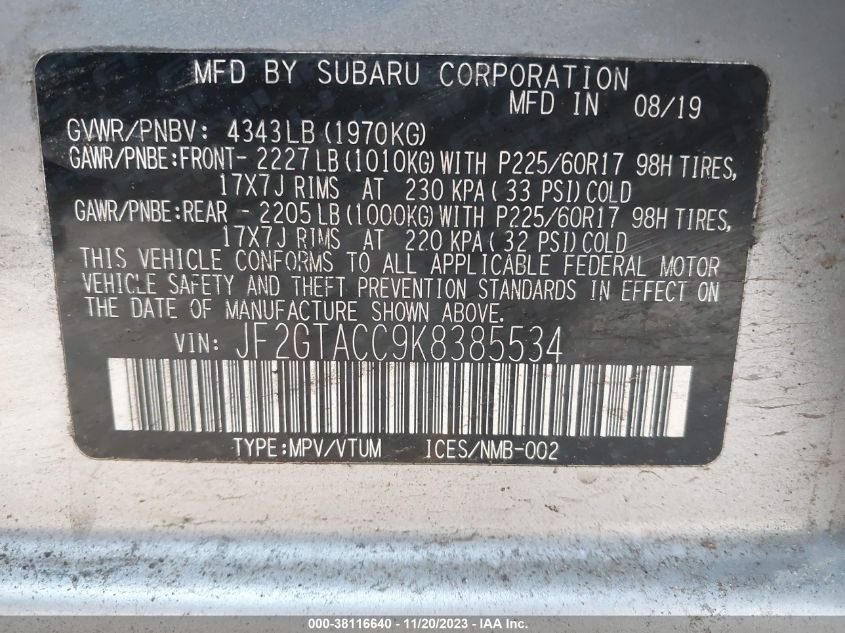 MFD BY SUBARU CORPORATION
MFD IN 08/19
GVWR/PNBV: 4343LB (1970KG)
GAWR/PNBE:FRONT- 2227 LB (1010KG) WITH P225/60R17 98H TIRES,
17X7J RIMS AT 230 KPA ( 33 PSI) COLD
GAWR/PNBE:REAR - 2205 LB (1000KG) WITH P225/60R17 98H TIRES,
17X7J RIMS AT 220 KPA ( 32 PSI) COLD
THIS VEHICLE CONFORMS TO ALL APPLICABLE FEDERAL MOTOR
VEHICLE SAFETY AND THEFT PREVENTION STANDARDS IN EFFECT ON
THE DATE OF MANUFACTURE SHOWN ABOVE.
VIN: JF2GTACC9K8385534
TYPE:MPV/VTUM ICES/NMB-002
000-38116640 - 11/20/2023 - IAA Inc.